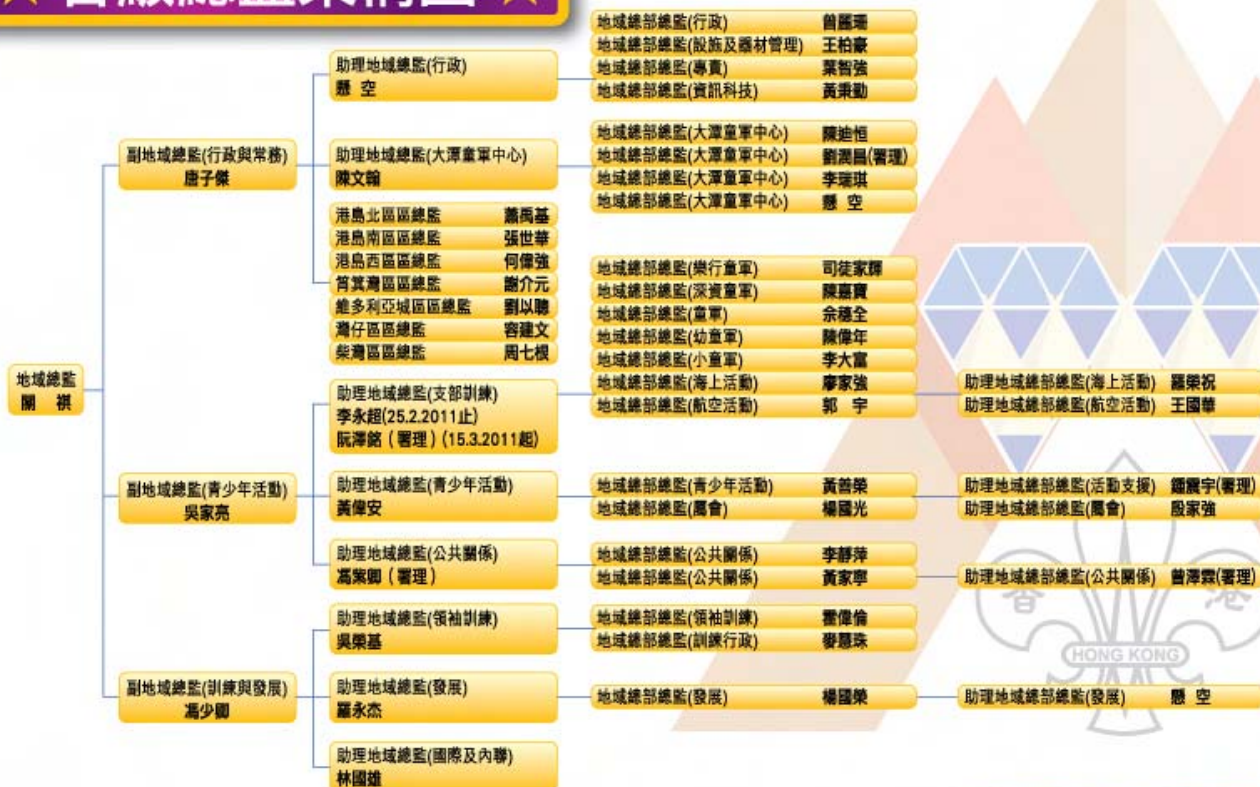 各級總監架構圖
地域總監
關 祺
副地域總監(行政與常務)
唐子傑
助理地域總監(行政)
懸 空
地域總部總監(行政) 曾麗珊
地域總部總監(設施及器材管理) 王柏豪
地域總部總監(專責) 葉智強
地域總部總監(資訊科技) 黃秉勤
助理地域總監(大潭童軍中心)
陳文翰
地域總部總監(大潭童軍中心) 陳迪恒
地域總部總監(大潭童軍中心) 劉潤昌(署理)
地域總部總監(大潭童軍中心) 李瑞琪
地域總部總監(大潭童軍中心) 懸 空
港島北區區總監 蕭禹基
港島南區區總監 張世華
港島西區區總監 何偉強
筲箕灣區區總監 謝介元
維多利亞城區區總監 劉以聰
灣仔區區總監 容建文
柴灣區區總監 周七根
副地域總監(青少年活動)
吳家亮
助理地域總監(支部訓練)
李永超(25.2.2011止)
阮澤銘(署理)(15.3.2011起)
地域總部總監(樂行童軍) 司徒家輝
地域總部總監(深資童軍) 陳嘉寶
地域總部總監(童軍) 余穗全
地域總部總監(幼童軍) 陳偉年
地域總部總監(小童軍) 李大富
地域總部總監(海上活動) 廖家強
地域總部總監(航空活動) 郭 宇
助理地域總部總監(海上活動) 羅榮祝
助理地域總部總監(航空活動) 王國華
助理地域總監(青少年活動)
黃偉安
地域總部總監(青少年活動) 黃善榮
地域總部總監(屬會) 楊國光
助理地域總部總監(活動支援) 鍾震宇(署理)
助理地域總部總監(屬會) 殷家強
助理地域總監(公共關係)
馮紫卿(署理)
地域總部總監(公共關係) 李靜萍
地域總部總監(公共關係) 黃家寧
助理地域總部總監(公共關係) 曾澤霖(署理)
副地域總監(訓練與發展)
馮少卿
助理地域總監(領袖訓練)
吳榮基
地域總部總監(領袖訓練) 霍偉倫
地域總部總監(訓練行政) 麥慧珠
助理地域總監(發展)
羅永杰
地域總部總監(發展) 楊國榮
助理地域總部總監(發展) 懸 空
助理地域總監(國際及內聯)
林國雄
香 港
HONG KONG